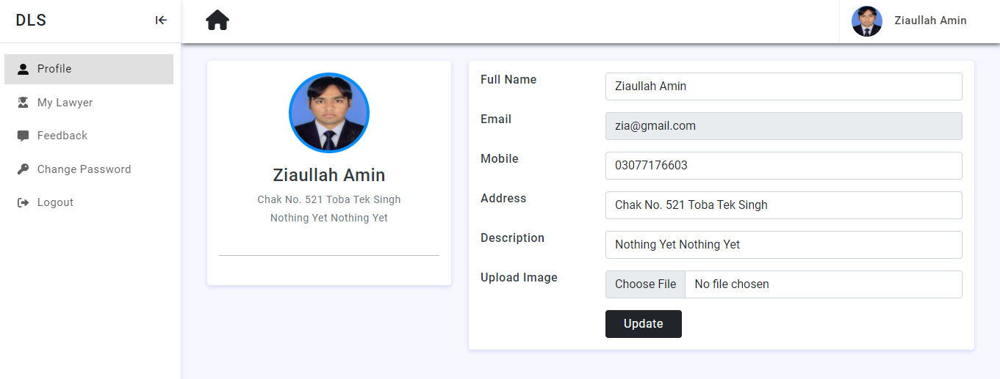 DLS
Ziaullah Amin
Profile
My Lawyer
Feedback
Change Password
Logout
Ziaullah Amin
Chak No. 521 Toba Tek Singh
Nothing Yet Nothing Yet
Full Name
Ziaullah Amin
Email
zia@gmail.com
Mobile
03077176603
Address
Chak No. 521 Toba Tek Singh
Description
Nothing Yet Nothing Yet
Upload Image
Choose File No file chosen
Update